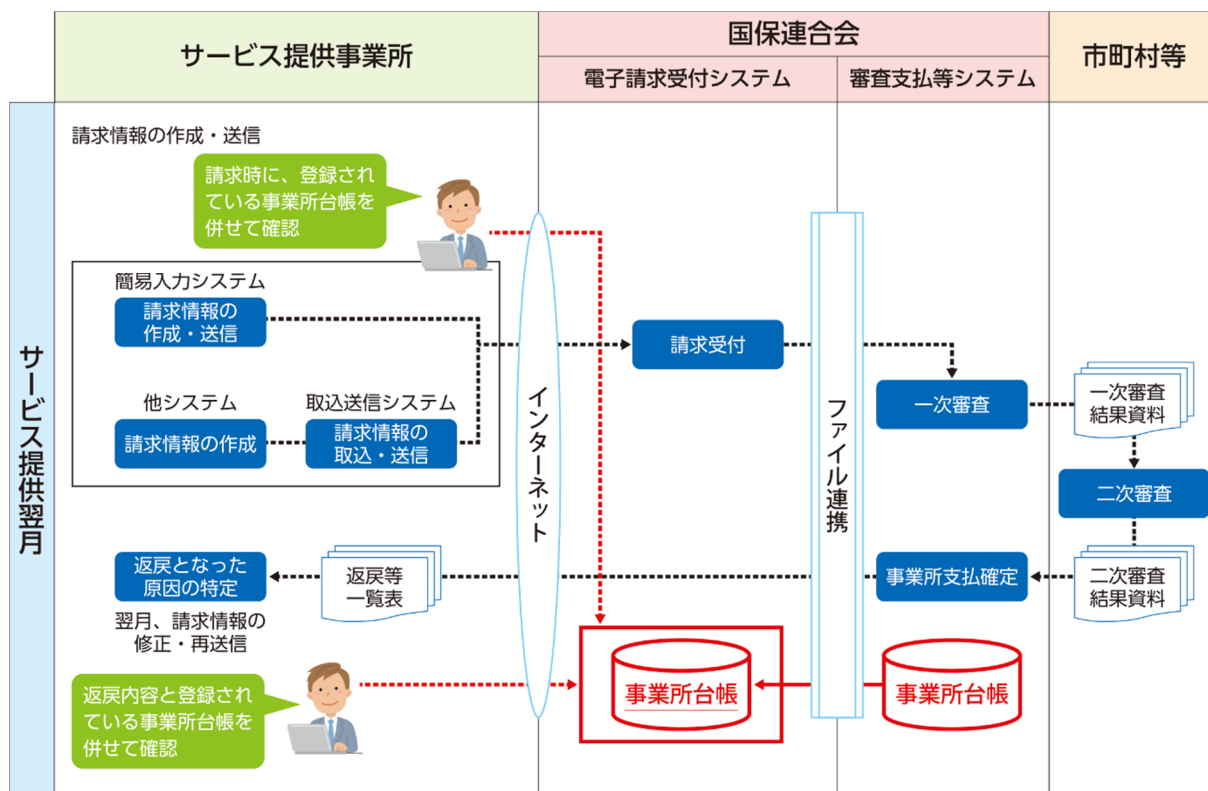 サービス提供事業所
国保連合会
市町村等
電子請求受付システム
審査支払等システム
サービス提供翌月
請求情報の作成・送信
請求時に、登録され
ている事業所台帳を
併せて確認
簡易入力システム
請求情報の
作成・送信
他システム
請求情報の作成
取込送信システム
請求情報の
取込・送信
インターネット
請求受付
ファイル連携
一次審査
一次審査
結果資料
二次審査
二次審査
結果資料
事業所支払確定
返戻等
一覧表
返戻となった
原因の特定
翌月、請求情報の
修正・再送信
返戻内容と登録され
ている事業所台帳を
併せて確認
事業所台帳
事業所台帳